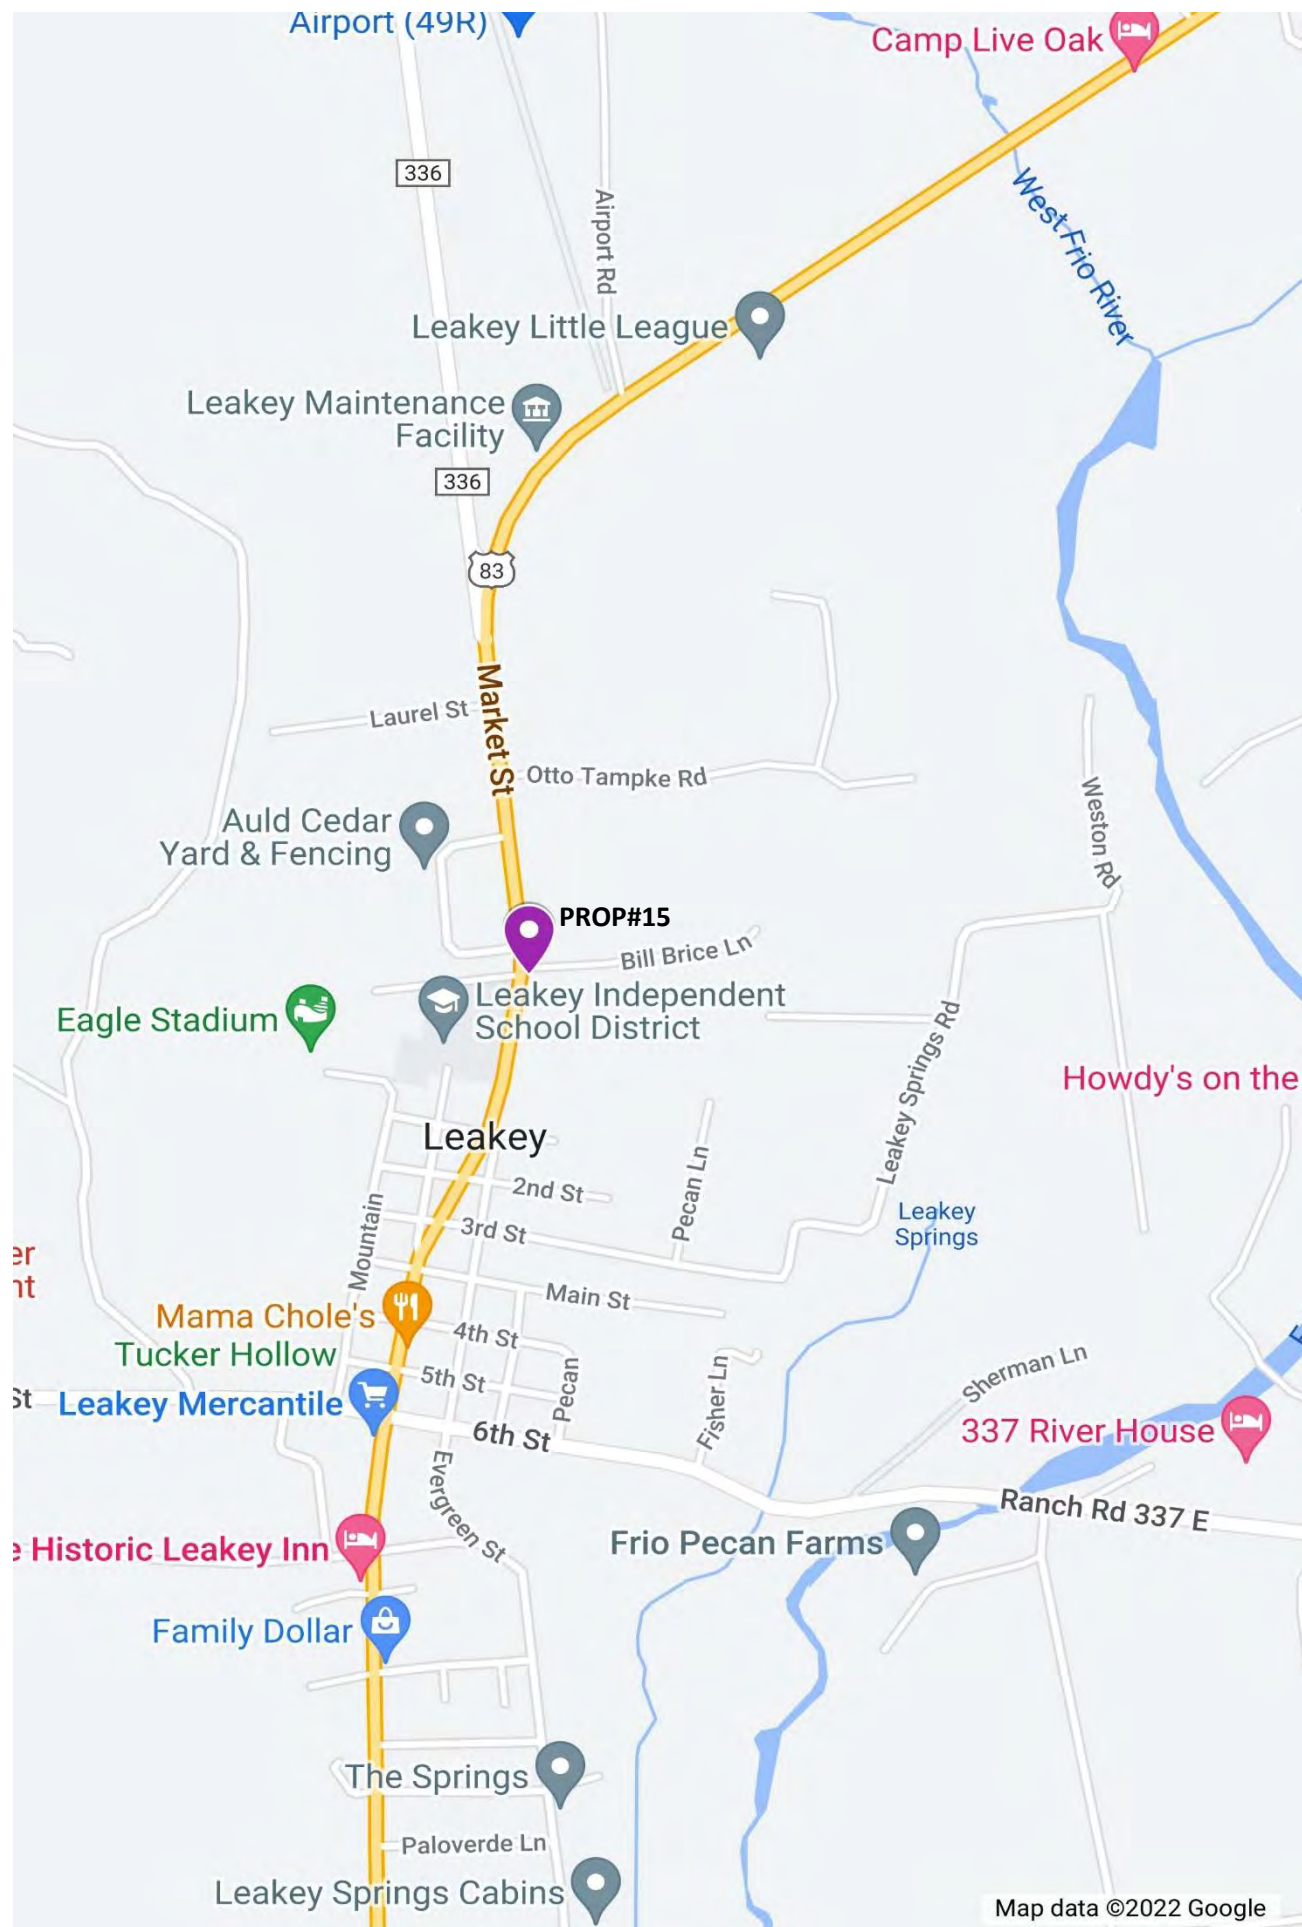 Airport (49R)
Camp Live Oak
336
Airport Rd
West Frio River
Leakey Little League
Leakey Maintenance
Facility
336
83
Market St
Laurel St
Otto Tampke Rd
Weston Rd
Auld Cedar
Yard & Fencing
PROP#15
Bill Brice Ln
Leakey Independent
School District
Eagle Stadium
Leakey Springs Rd
Howdy's on the
Leakey
Pecan Ln
2nd St
Mountain
3rd St
Leakey
Springs
er
nt
Main St
Mama Chole's
4th St
Tucker Hollow
5th St
Pecan
Fisher Ln
Sherman Ln
St
Leakey Mercantile
6th St
337 River House
Evergreen St
Ranch Rd 337 E
e Historic Leakey Inn
Frio Pecan Farms
Family Dollar
The Springs
Paloverde Ln
Leakey Springs Cabins
Map data ©2022 Google